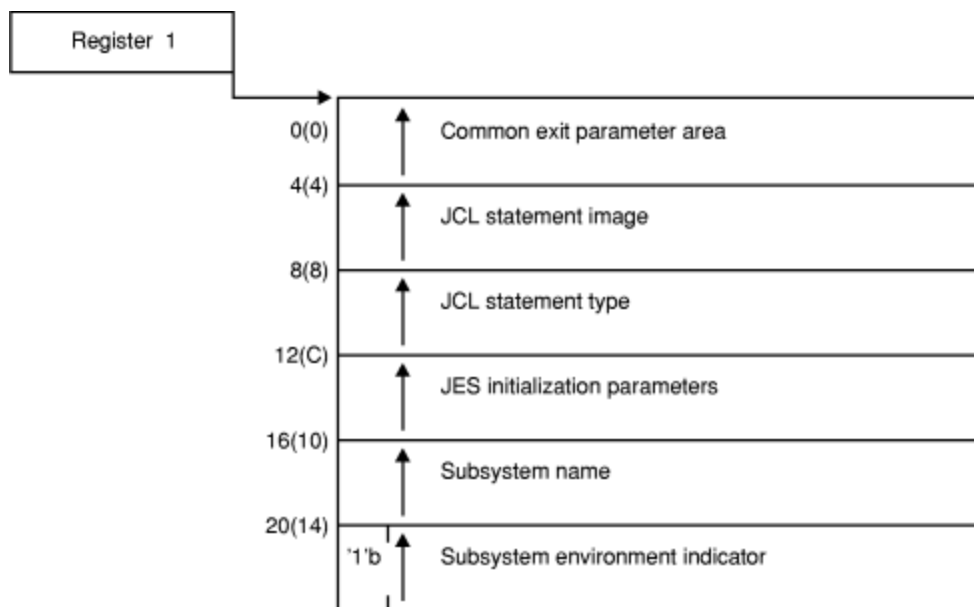 Register 1
0(0) Common exit parameter area
4(4)
JCL statement image
8(8)
JCL statement type
12(C)
JES initialization parameters
16(10)
Subsystem name
20(14)
'1'b Subsystem environment indicator